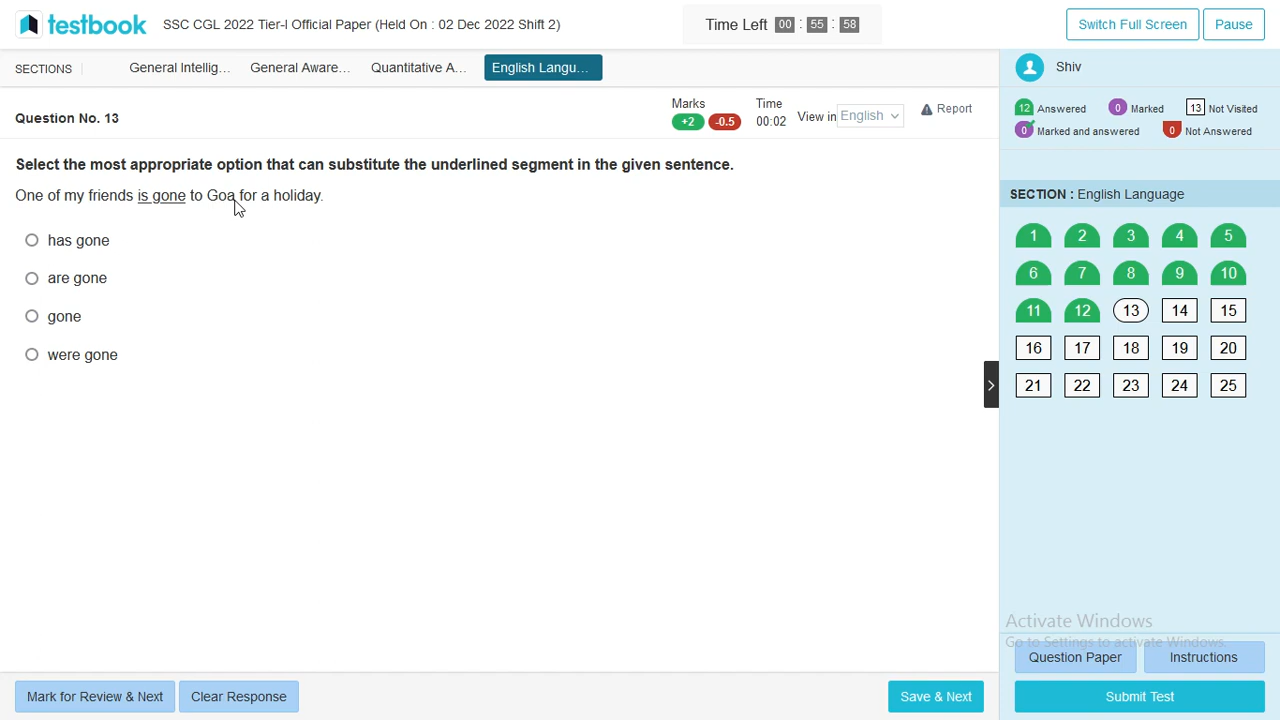 testbook SSC CGL 2022 Tier-I Official Paper (Held On : 02 Dec 2022 Shift 2) Time Left 00 : 55 : 58 Switch Full Screen Pause
SECTIONS General Intellig... General Aware... Quantitative A... English Langu... Shiv
Question No. 13 Marks +2 -0.5 Time 00:02 View in English Report
12 Answered 0 Marked 13 Not Visited
0 Marked and answered 0 Not Answered
Select the most appropriate option that can substitute the underlined segment in the given sentence.
One of my friends is gone to Goa for a holiday.
has gone
are gone
gone
were gone
SECTION : English Language
1 2 3 4 5
6 7 8 9 10
11 12 13 14 15
16 17 18 19 20
21 22 23 24 25
Activate Windows
Go to Settings to activate Windows.
Question Paper Instructions
Mark for Review & Next Clear Response Save & Next Submit Test